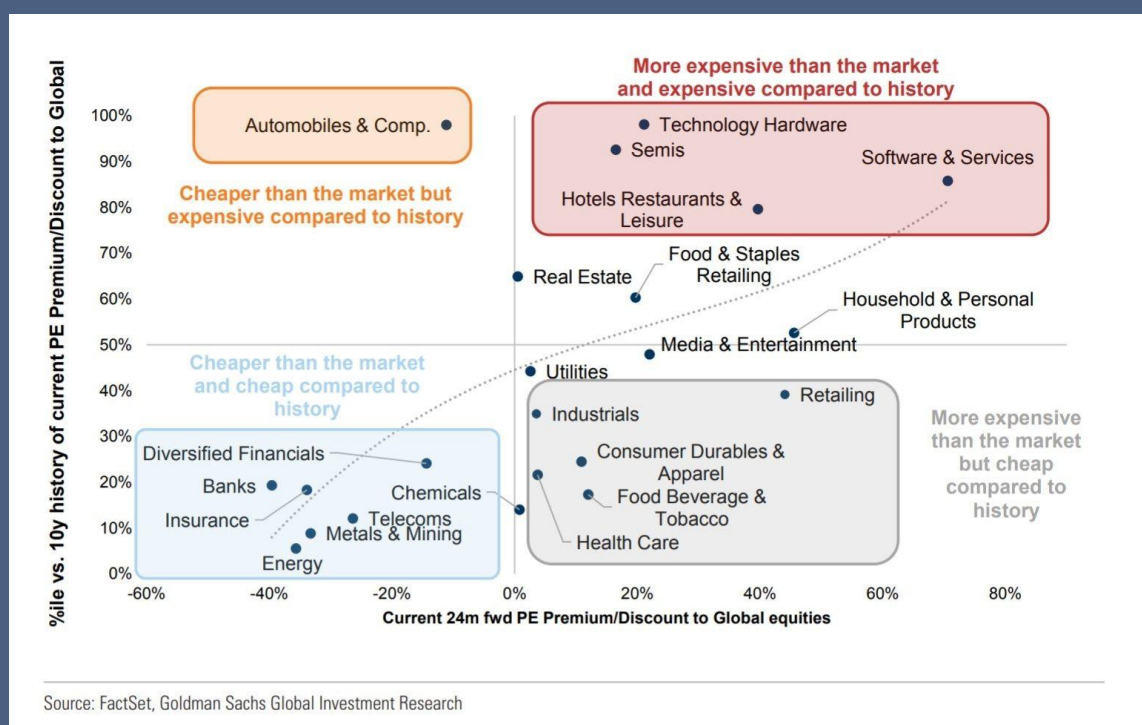 %ile vs. 10y history of current PE Premium/Discount to Global
More expensive than the market
and expensive compared to history
100%
90%
80%
70%
60%
50%
40%
30%
20%
10%
0%
Automobiles & Comp.
Cheaper than the market but
expensive compared to history
Technology Hardware
Semis
Software & Services
Hotels Restaurants &
Leisure
Real Estate
Food & Staples
Retailing
Household & Personal
Products
Media & Entertainment
Utilities
Cheaper than the market
and cheap compared to
history
Diversified Financials
Banks
Insurance
Telecoms
Metals & Mining
Energy
Chemicals
Retailing
Industrials
Consumer Durables &
Apparel
Food Beverage &
Tobacco
Health Care
More expensive
than the market
but cheap
compared to
history
-60%
-40%
-20%
0%
20%
40%
60%
80%
Current 24m fwd PE Premium/Discount to Global equities
Source: FactSet, Goldman Sachs Global Investment Research